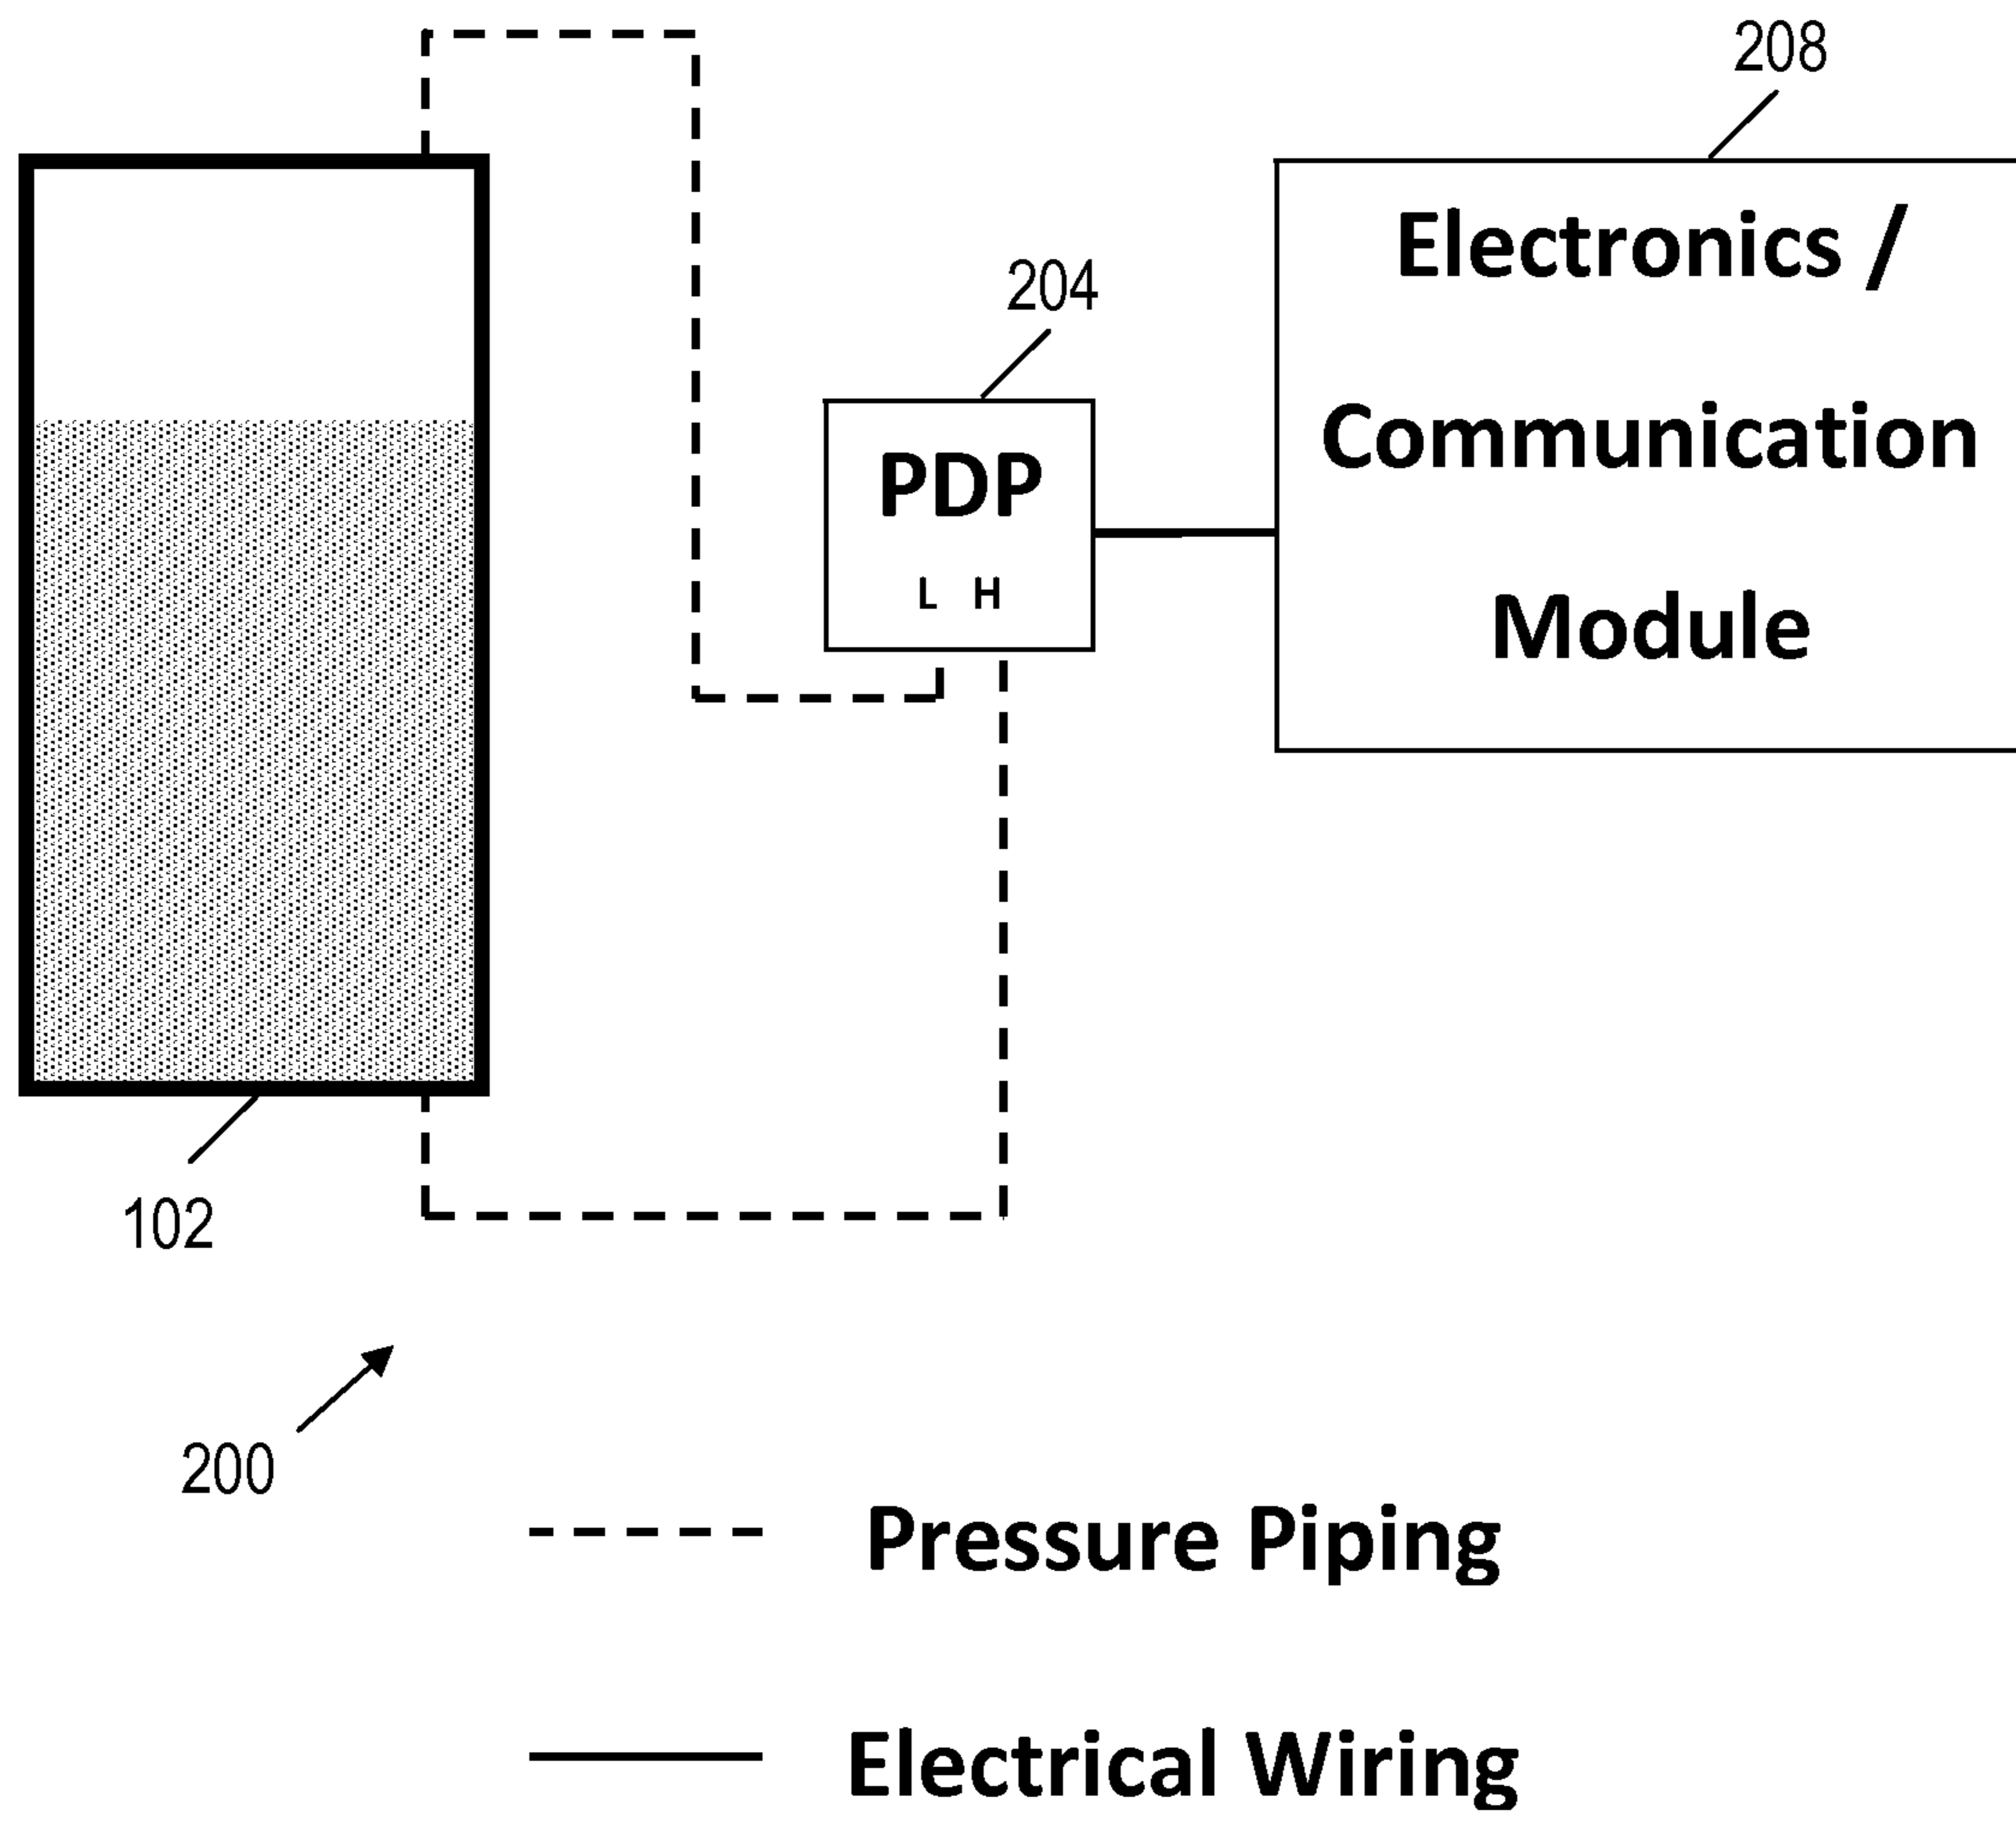 208
Electronics /
204
Communication
PDP
L H
Module
102
200
Pressure Piping
Electrical Wiring